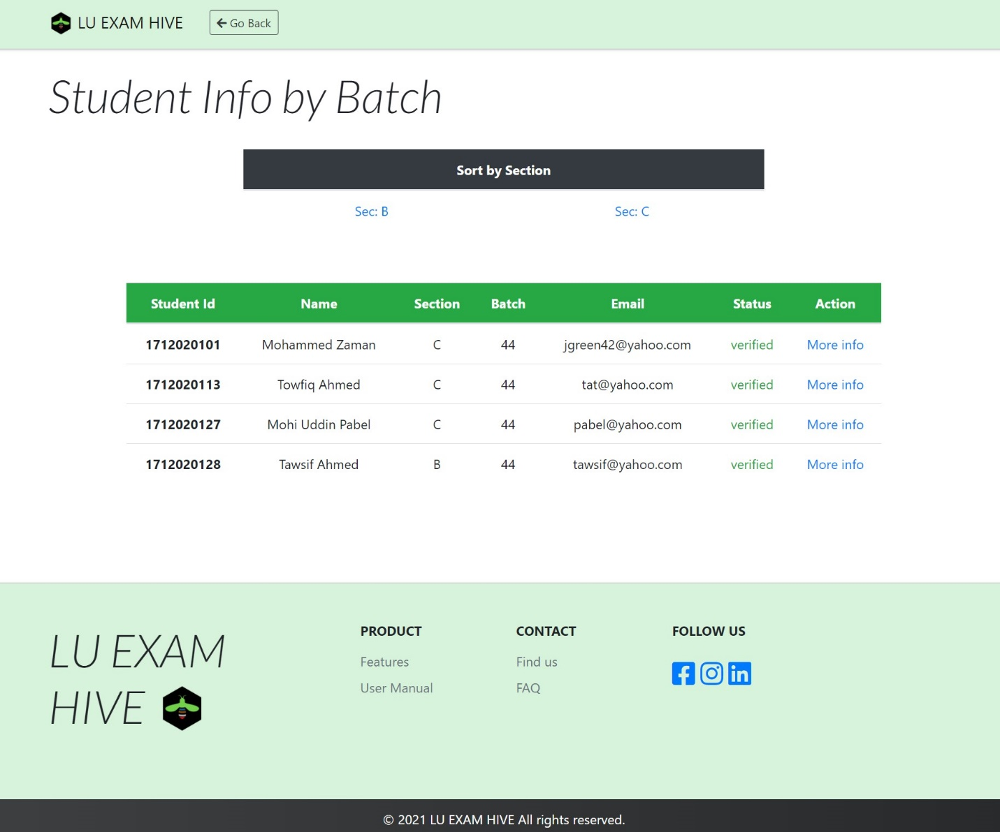 LU EXAM HIVE Go Back
Student Info by Batch
Sort by Section
Sec: B Sec: C
Student Id Name Section Batch Email Status Action
1712020101 Mohammed Zaman C 44 jgreen42@yahoo.com verified More info
1712020113 Towfiq Ahmed C 44 tat@yahoo.com verified More info
1712020127 Mohi Uddin Pabel C 44 pabel@yahoo.com verified More info
1712020128 Tawsif Ahmed B 44 tawsif@yahoo.com verified More info
LU EXAM
HIVE
PRODUCT
Features
User Manual
CONTACT
Find us
FAQ
FOLLOW US
© 2021 LU EXAM HIVE All rights reserved.